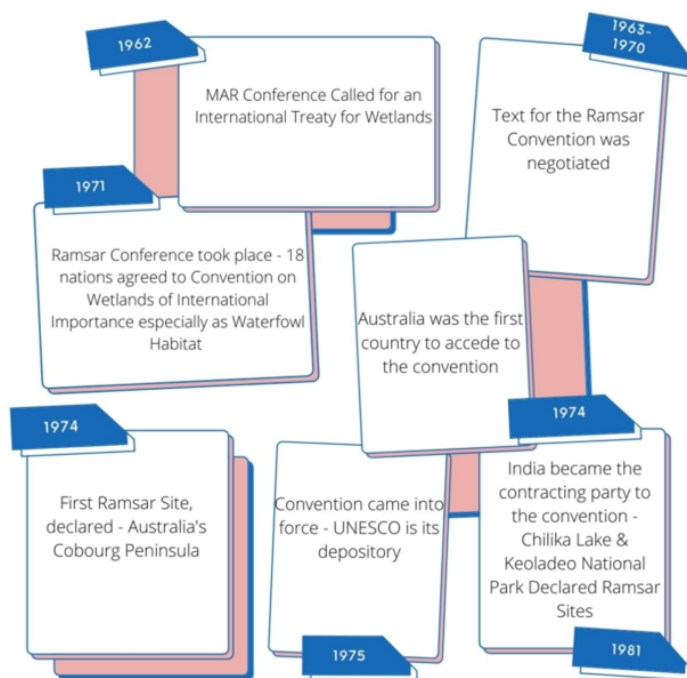 1962
MAR Conference Called for an
International Treaty for Wetlands
1963-
1970
Text for the Ramsar
Convention was
negotiated
1971
Ramsar Conference took place - 18
nations agreed to Convention on
Wetlands of International
Importance especially as Waterfowl
Habitat
Australia was the first
country to accede to
the convention
1974
1974
First Ramsar Site,
declared - Australia's
Cobourg Peninsula
Convention came into
force - UNESCO is its
depository
1975
India became the
contracting party to
the convention -
Chilika Lake &
Keoladeo National
Park Declared Ramsar
Sites
1981